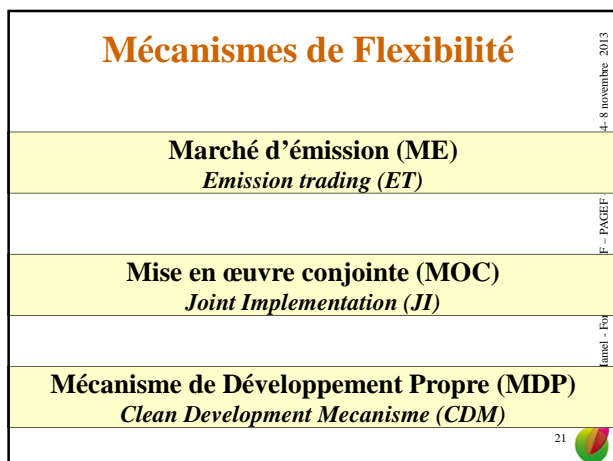 Mécanismes de Flexibilité
Marché d'émission (ME)
Emission trading (ET)
Mise en œuvre conjointe (MOC)
Joint Implementation (JI)
Mécanisme de Développement Propre (MDP)
Clean Development Mecanisme (CDM)
– PAGEF
4- 8 novembre 2013
21